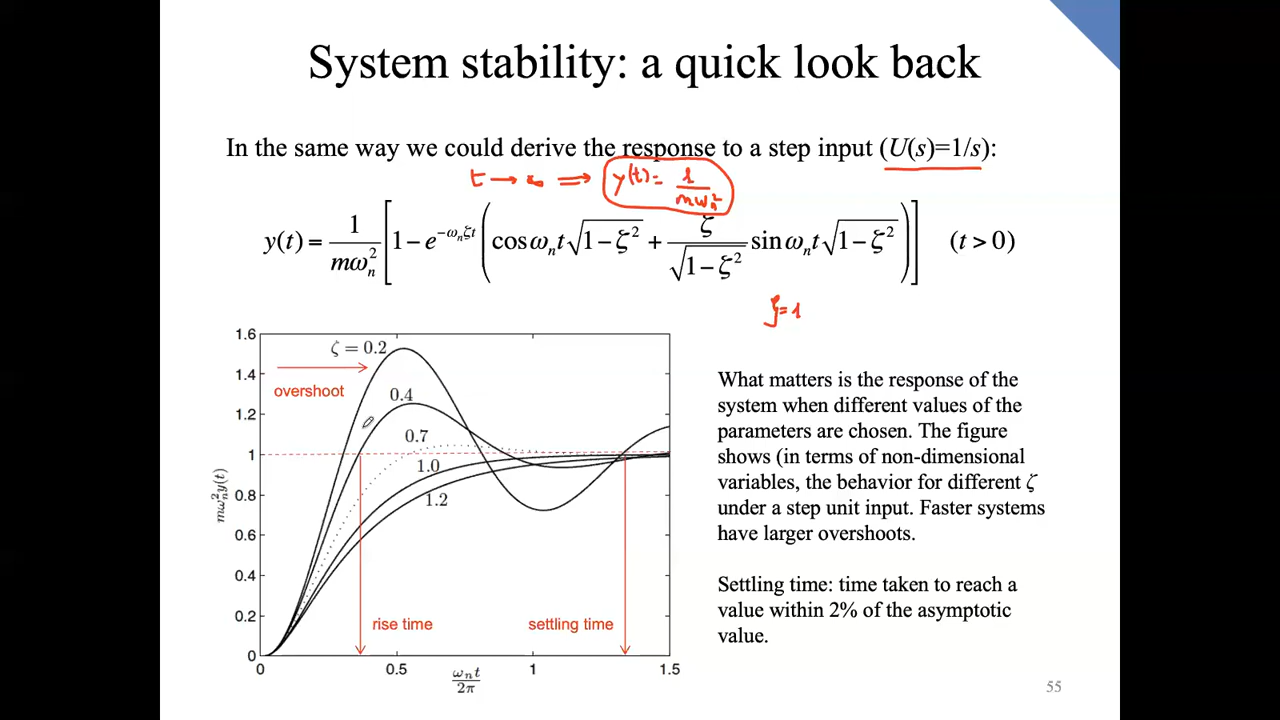 System stability: a quick look back
In the same way we could derive the response to a step input (U(s)=1/s):
t → ∞ ⟹ y(t) = 1/mωₙ²
y(t) = 1/mωₙ² [1 − e^(−ωₙζt) (cos ωₙt√(1−ζ²) + ζ/√(1−ζ²) sin ωₙt√(1−ζ²))] (t > 0)
ζ=1
1.6
1.4
1.2
1
0.8
0.6
0.4
0.2
0
mωₙ²y(t)
ζ = 0.2
overshoot
0.4
0.7
1.0
1.2
rise time
settling time
0
0.5
1
1.5
ωₙt/2π
What matters is the response of the
system when different values of the
parameters are chosen. The figure
shows (in terms of non-dimensional
variables, the behavior for different ζ
under a step unit input. Faster systems
have larger overshoots.
Settling time: time taken to reach a
value within 2% of the asymptotic
value.
55